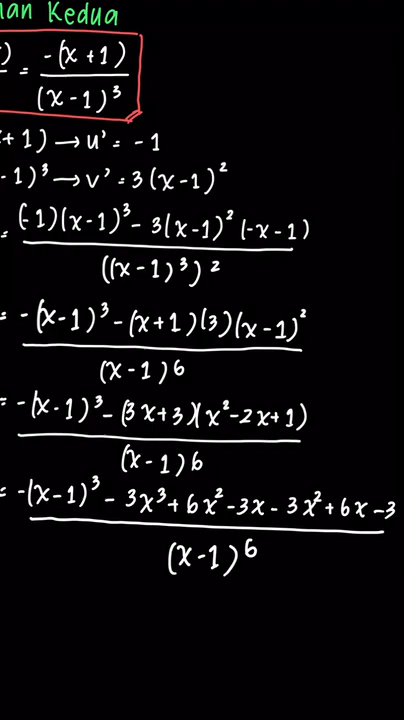 nan Kedua
) = -(x+1) / (x-1)³
x+1) → u' = -1
-1)³ → v' = 3(x-1)²
= (-1)(x-1)³ - 3(x-1)² (-x-1) / ((x-1)³)²
= -(x-1)³ - (x+1)(3)(x-1)² / (x-1)6
= -(x-1)³ - (3x+3)(x²-2x+1) / (x-1)6
= -(x-1)³ - 3x³ + 6x² - 3x - 3x² + 6x - 3 / (x-1)⁶